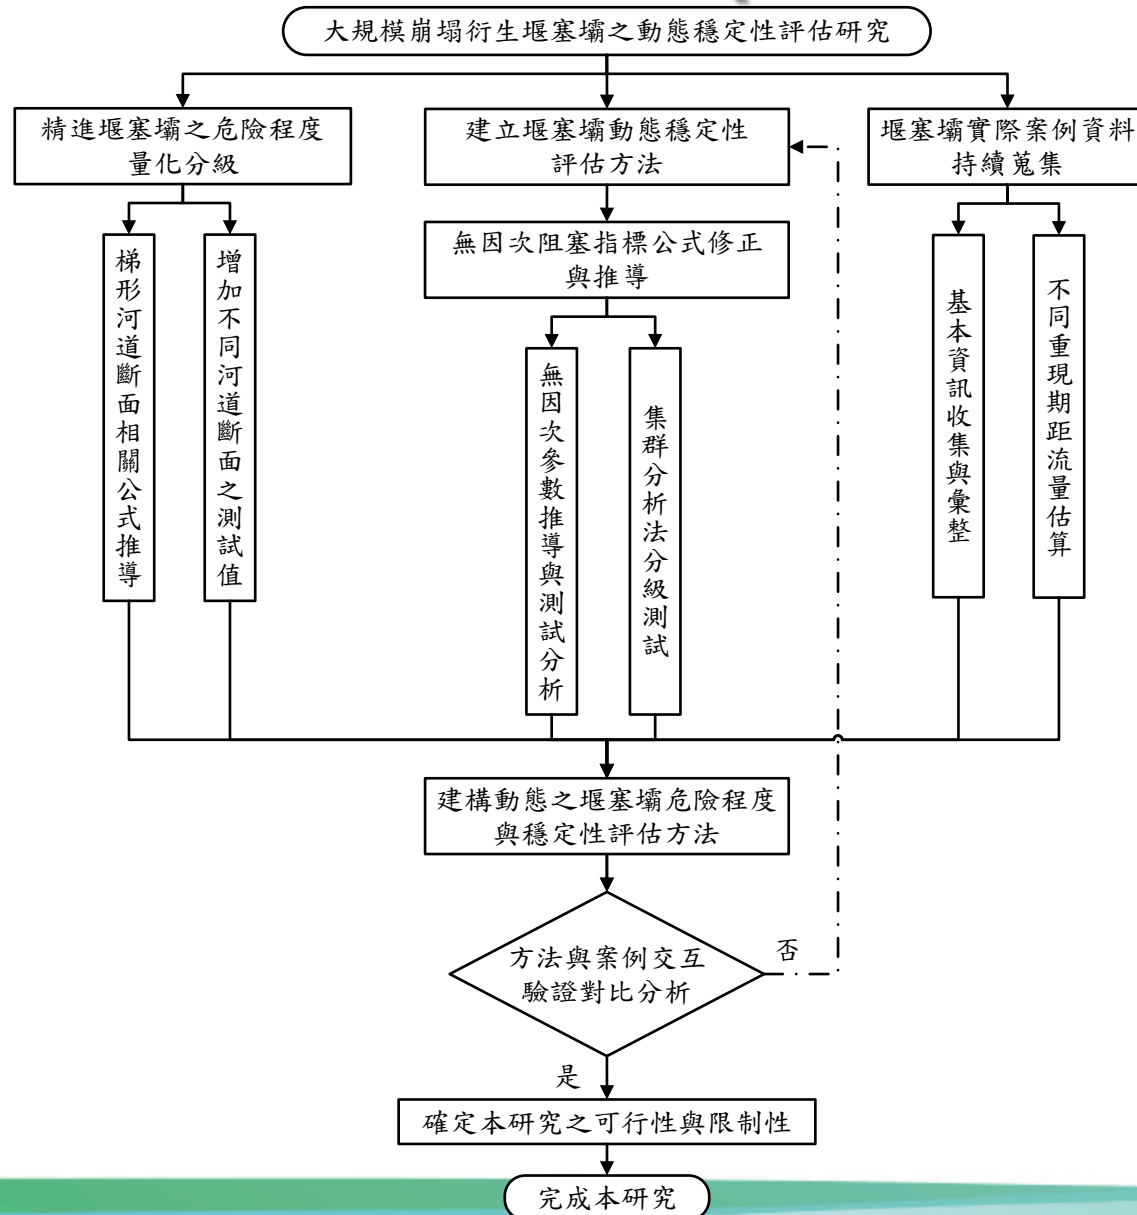 大規模崩塌衍生堰塞壩之動態穩定性評估研究
精進堰塞壩之危險程度
量化分級
建立堰塞壩動態穩定性
評估方法
堰塞壩實際案例資料
持續蒐集
梯形河道斷面相關公式推導
增加不同河道斷面之測試值
無因次阻塞指標公式修正
與推導
無因次參數推導與測試分析
集群分析法分級測試
基本資訊收集與彙整
不同重現期距流量估算
建構動態之堰塞壩危險程度
與穩定性評估方法
方法與案例交互
驗證對比分析
否
是
確定本研究之可行性與限制性
完成本研究